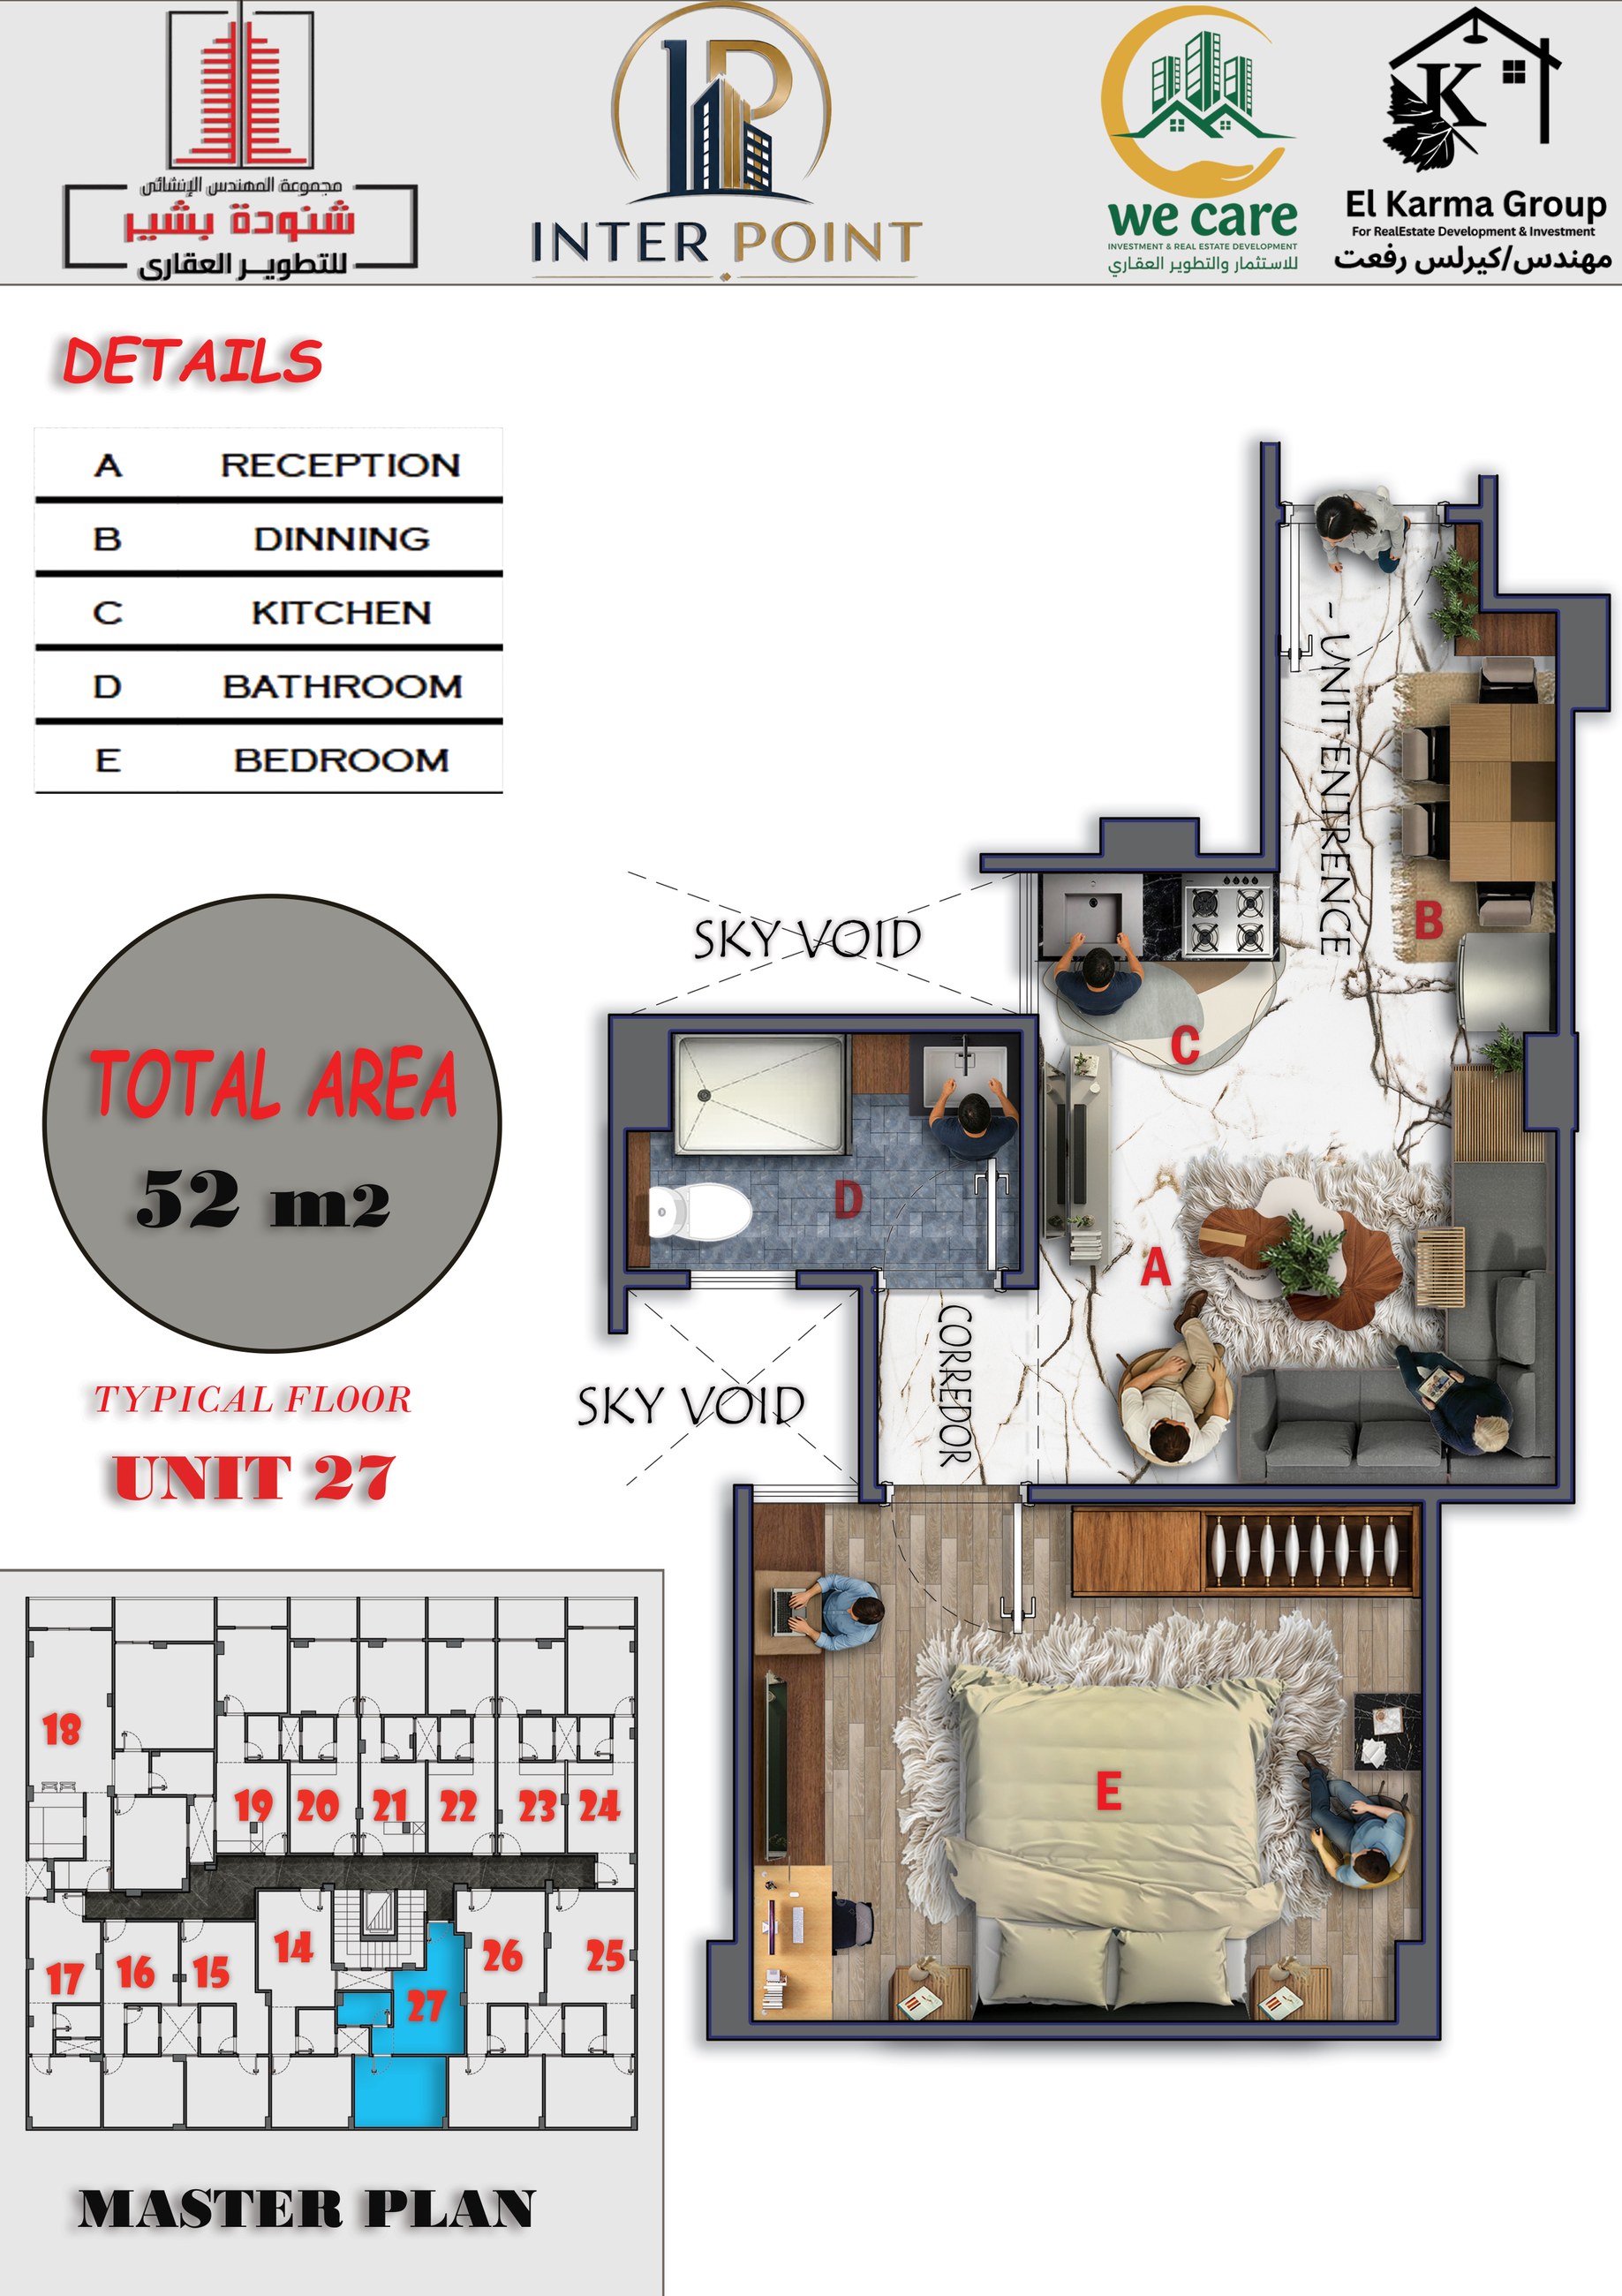 مجموعة المهندس الإنشائى
شنودة بشير
للتطوير العقارى
IP
INTER POINT
we care
INVESTMENT & REAL ESTATE DEVELOPMENT
للاستثمار والتطوير العقاري
K
El Karma Group
For RealEstate Development & Investment
مهندس/كيرلس رفعت
DETAILS
A RECEPTION
B DINNING
C KITCHEN
D BATHROOM
E BEDROOM
TOTAL AREA
52 m2
TYPICAL FLOOR
UNIT 27
UNIT ENTRENCE
B
SKY VOID
C
D
A
CORREDOR
SKY VOID
E
18
19 20 21 22 23 24
17 16 15 14 27 26 25
MASTER PLAN